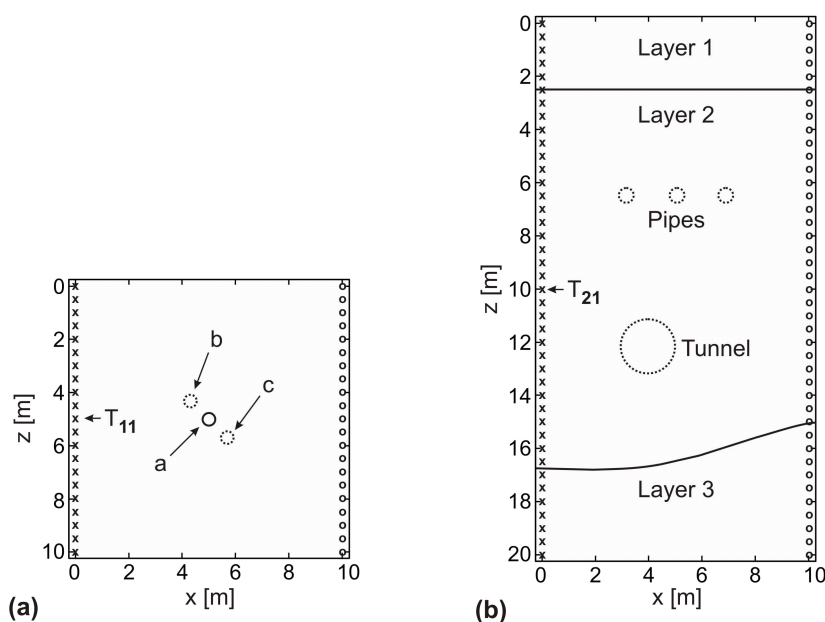 0
2
4
6
8
10
z [m]
0 2 4 6 8 10
x [m]
T11
a
b
c
(a)
0
2
4
6
8
10
12
14
16
18
20
z [m]
0 2 4 6 8 10
x [m]
Layer 1
Layer 2
Pipes
T21
Tunnel
Layer 3
(b)